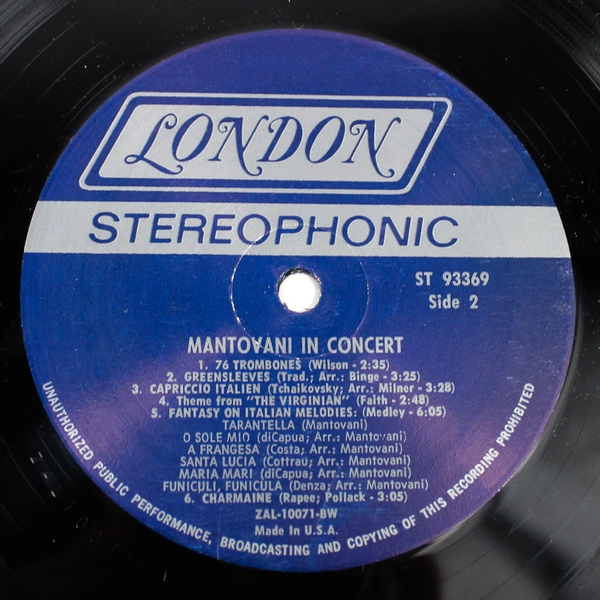 LONDON
STEREOPHONIC
ST 93369
Side 2
MANTOVANI IN CONCERT
1. 76 TROMBONES (Wilson - 2:35)
2. GREENSLEEVES (Trad.; Arr.: Binge - 3:25)
3. CAPRICCIO ITALIEN (Tchaikovsky; Arr.: Milner - 3:28)
4. Theme from "THE VIRGINIAN" (Faith - 2:48)
5. FANTASY ON ITALIAN MELODIES: (Medley - 6:05)
TARANTELLA (Mantovani)
O SOLE MIO (diCapua; Arr.: Mantovani)
A FRANGESA (Costa; Arr.: Mantovani)
SANTA LUCIA (Cottrau; Arr.: Mantovani)
MARIA MARI (diCapua; Arr.: Mantovani)
FUNICULI, FUNICULA (Denza; Arr.: Mantovani)
6. CHARMAINE (Rapee; Pollack - 3:05)
ZAL-10071-BW
Made in U.S.A.
UNAUTHORIZED PUBLIC PERFORMANCE, BROADCASTING AND COPYING OF THIS RECORDING PROHIBITED